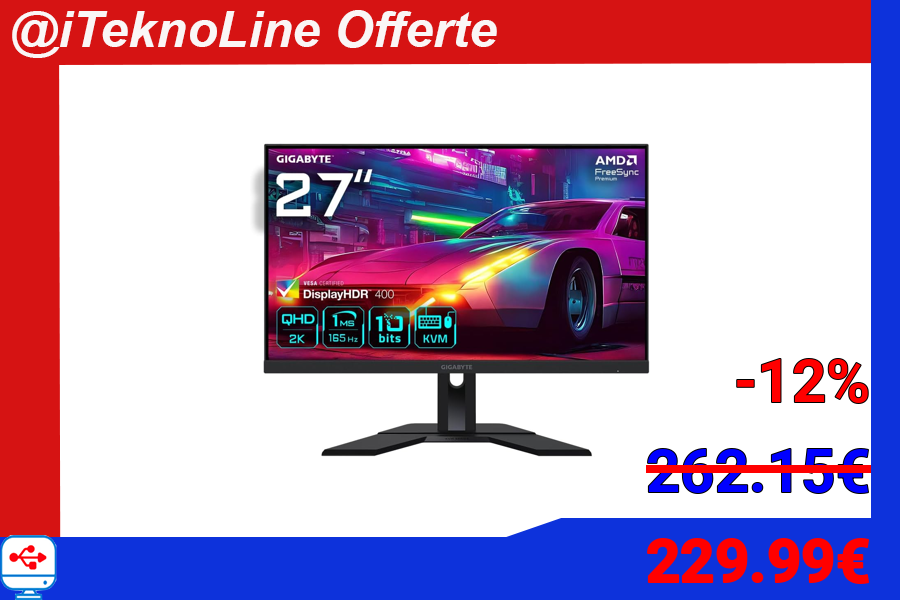 @iTeknoLine Offerte
GIGABYTE
27"
AMD
FreeSync
Premium
VESA CERTIFIED
DisplayHDR™ 400
QHD
2K
1MS
165Hz
10
bits
KVM
GIGABYTE
-12%
262.15€
229.99€